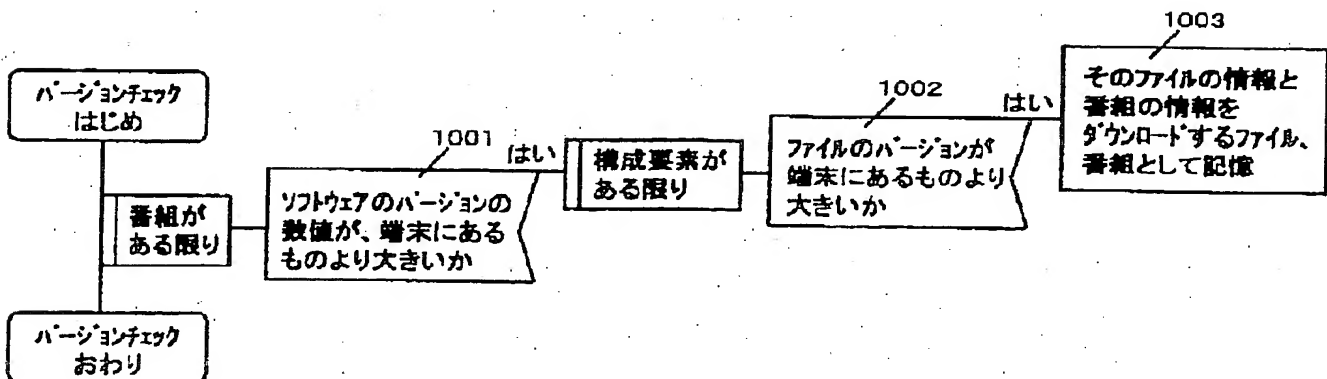 バージョンチェック
はじめ
番組が
ある限り
バージョンチェック
おわり
1001
はい
ソフトウェアのバージョンの
数値が、端末にある
ものより大きいか
構成要素が
ある限り
1002
はい
ファイルのバージョンが
端末にあるものより
大きいか
1003
そのファイルの情報と
番組の情報を
ダウンロードするファイル、
番組として記憶